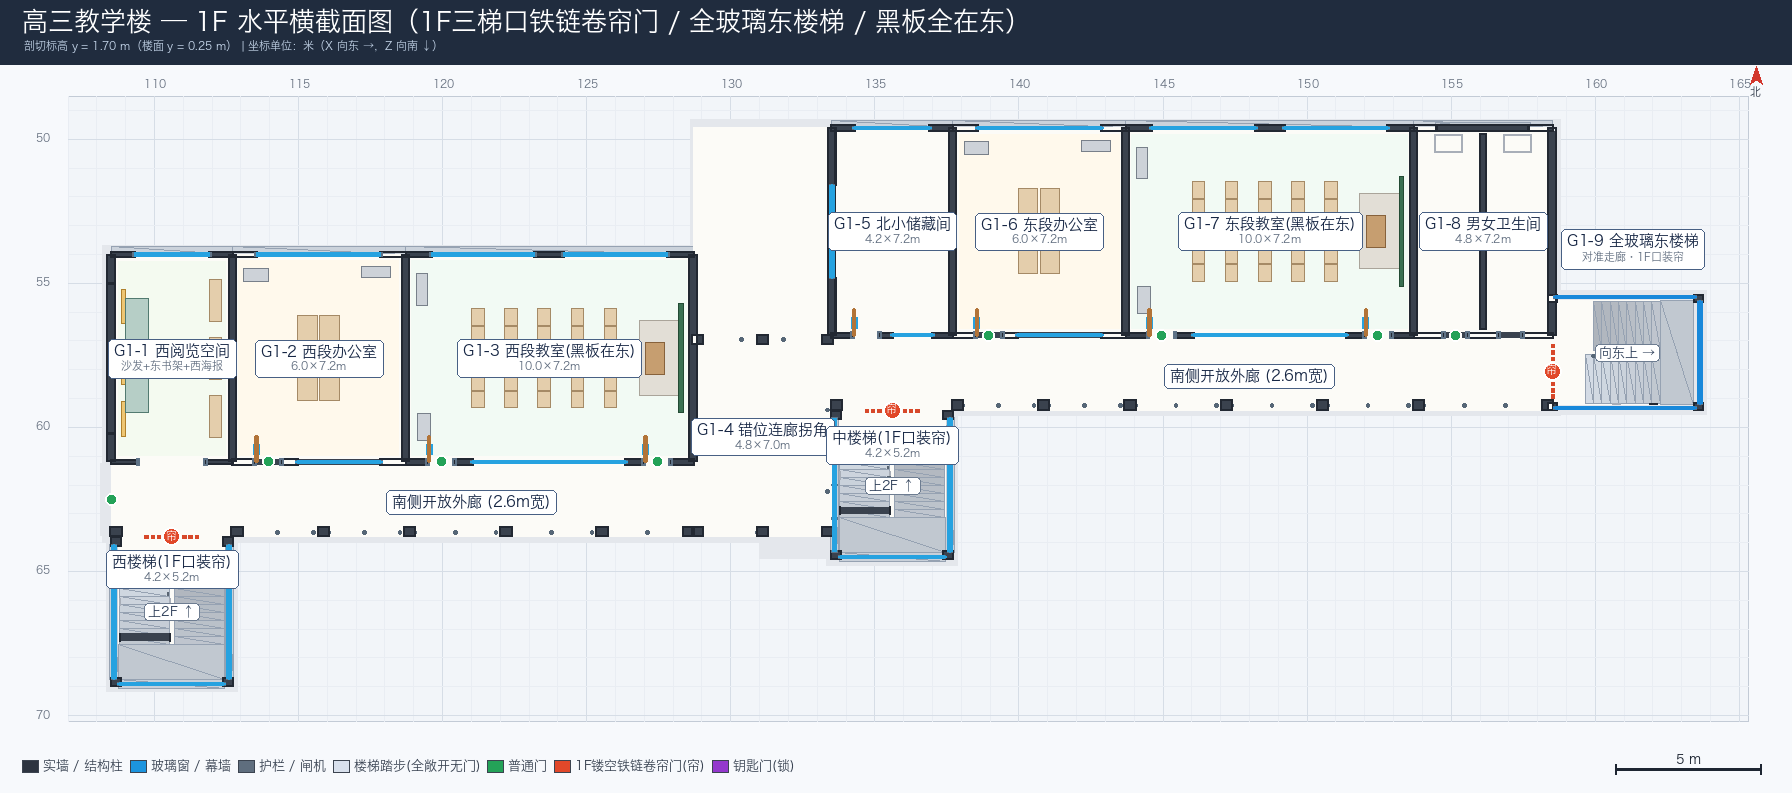 高三教学楼 — 1F 水平横截面图（1F三梯口铁链卷帘门 / 全玻璃东楼梯 / 黑板全在东）
剖切标高 y = 1.70 m（楼面 y = 0.25 m） | 坐标单位：米（X 向东 →，Z 向南 ↓）
110 115 120 125 130 135 140 145 150 155 160 165
北
50
55
60
65
70
G1-5 北小储藏间
4.2×7.2m
G1-6 东段办公室
6.0×7.2m
G1-7 东段教室(黑板在东)
10.0×7.2m
G1-8 男女卫生间
4.8×7.2m
G1-9 全玻璃东楼梯
对准走廊 · 1F口装帘
G1-1 西阅览空间
沙发+东书架+西海报
G1-2 西段办公室
6.0×7.2m
G1-3 西段教室(黑板在东)
10.0×7.2m
向东上 →
帘
南侧开放外廊 (2.6m宽)
帘
G1-4 错位连廊拐角
4.8×7.0m
中楼梯(1F口装帘)
4.2×5.2m
上2F ↑
南侧开放外廊 (2.6m宽)
帘
西楼梯(1F口装帘)
4.2×5.2m
上2F ↑
实墙 / 结构柱
玻璃窗 / 幕墙
护栏 / 闸机
楼梯踏步(全敞开无门)
普通门
1F镂空铁链卷帘门(帘)
钥匙门(锁)
5 m